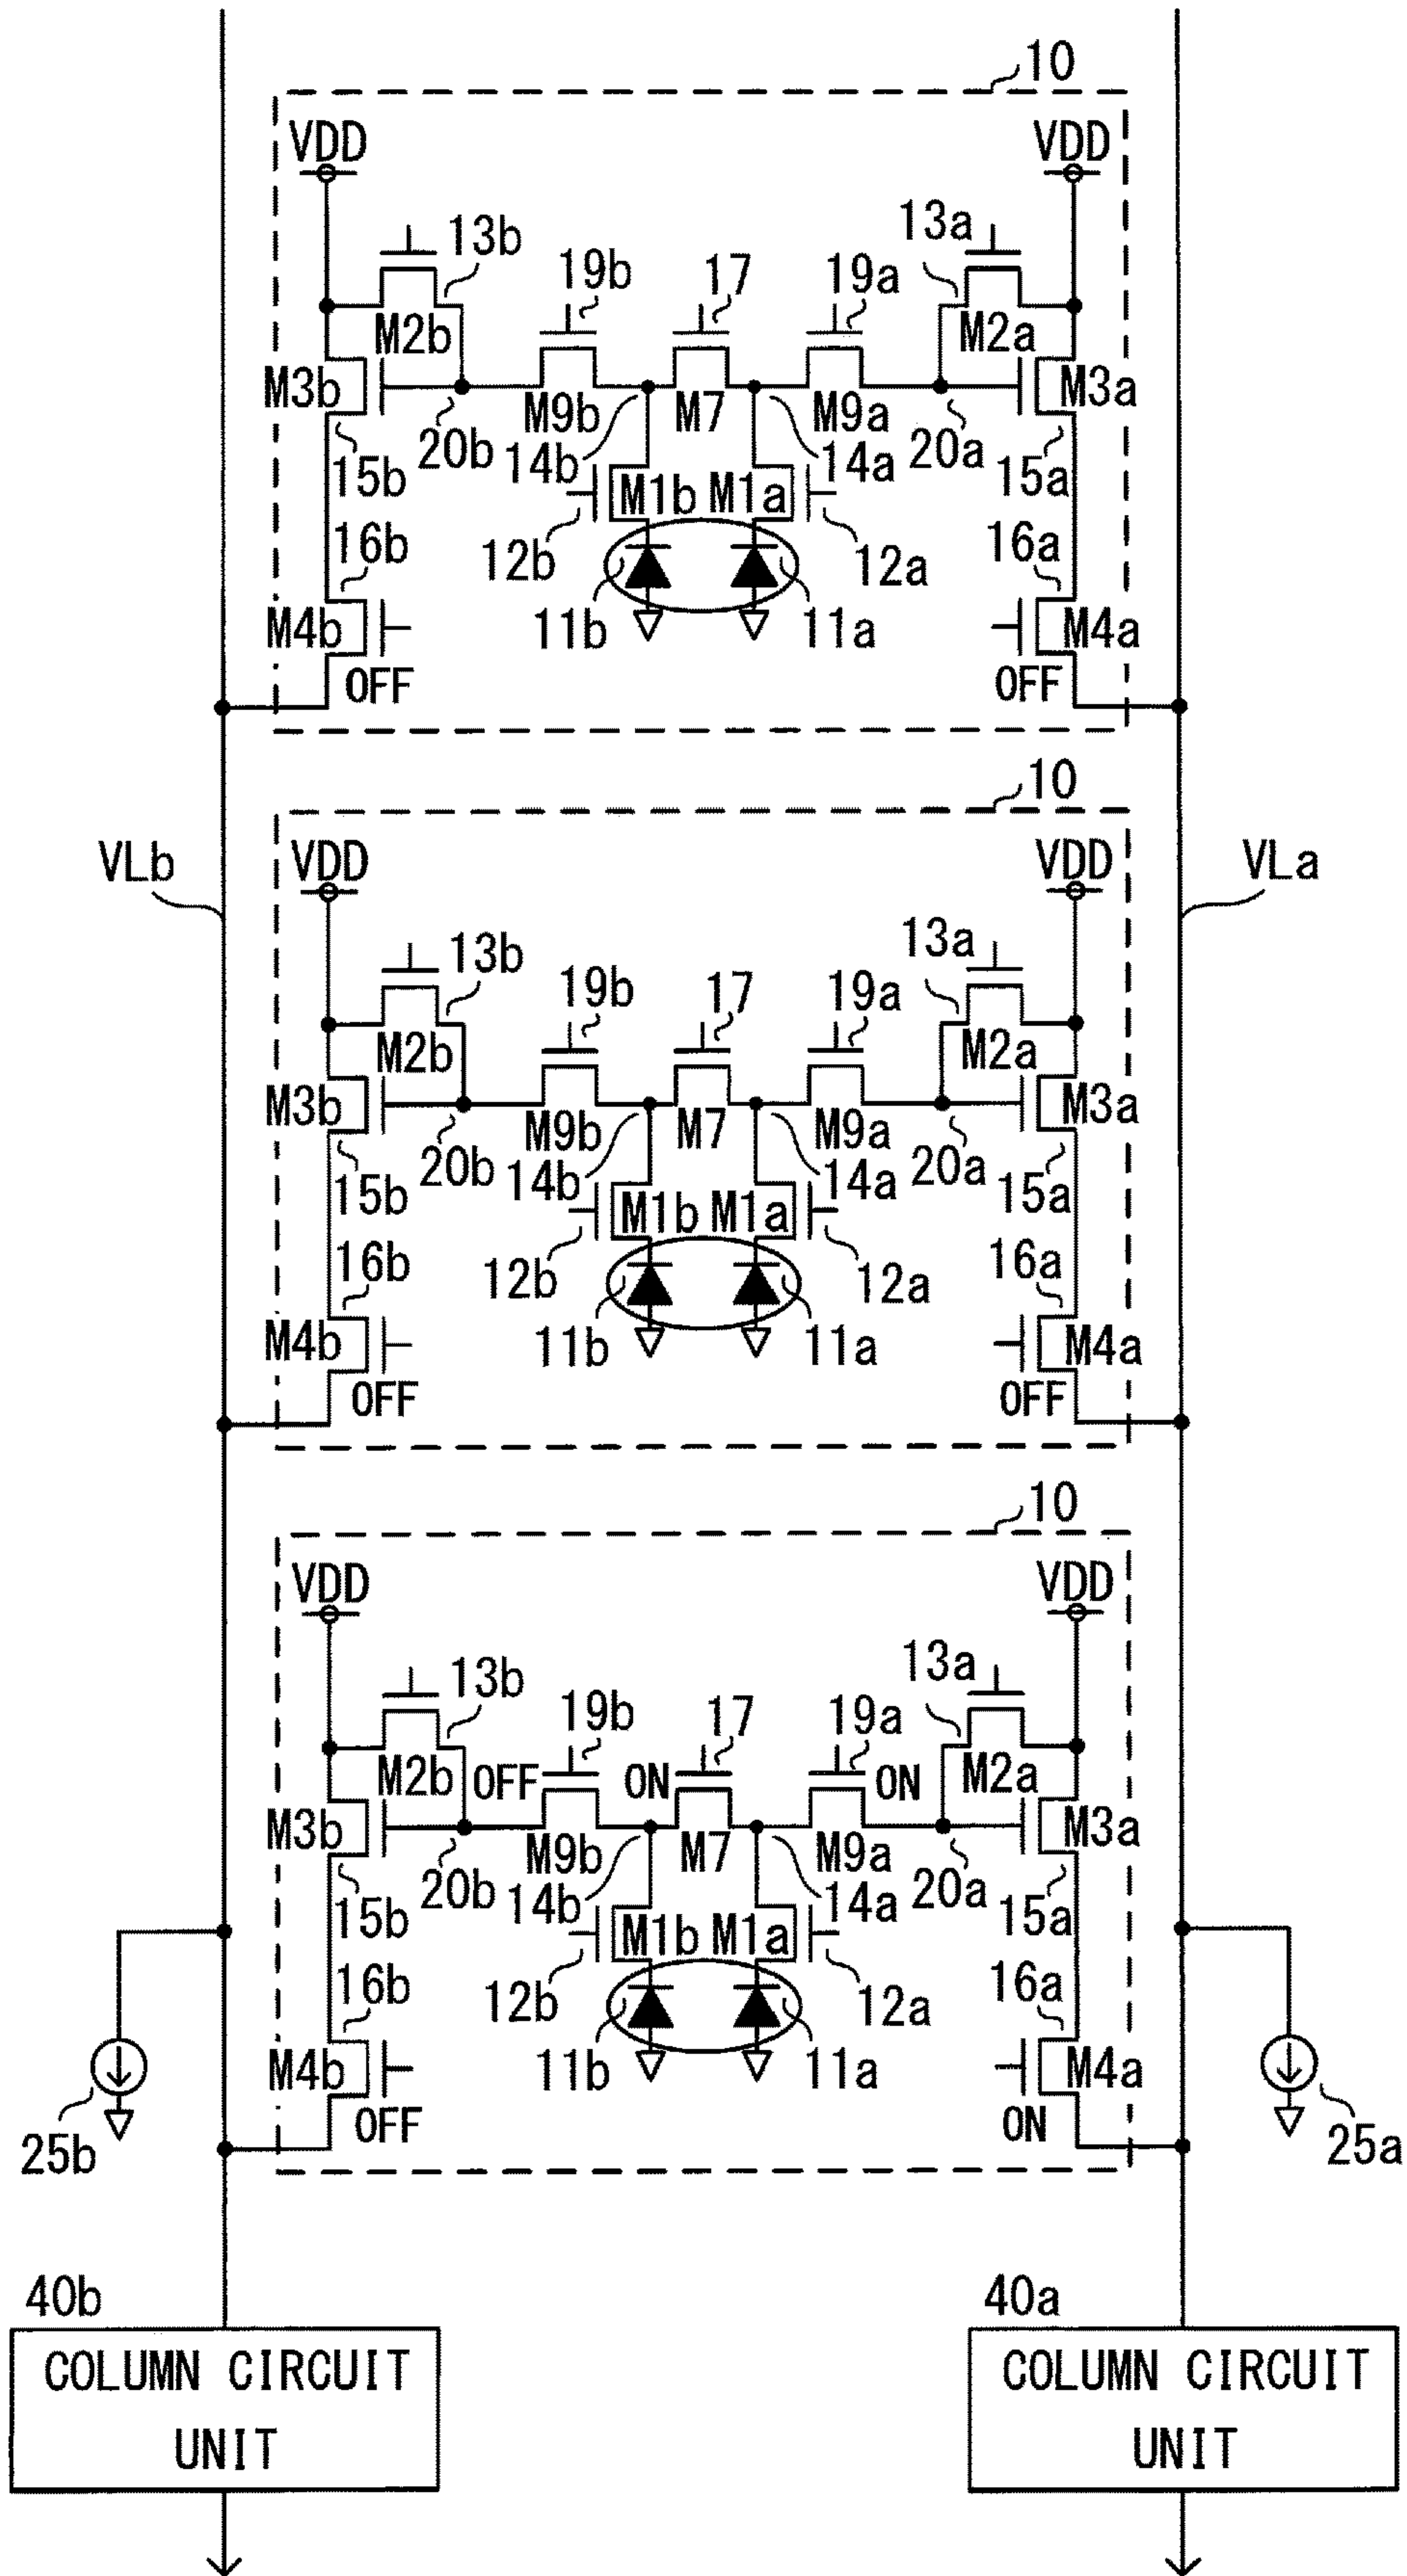 10
VDD VDD
13b 13a
19b 17 19a
M2b M2a
M3b M9b M7 M9a M3a
20b 14b 14a 20a
15b M1b M1a 15a
16b 12b 12a 16a
11b 11a
M4b M4a
OFF OFF
10
VLb VLa
VDD VDD
13b 13a
19b 17 19a
M2b M2a
M3b M9b M7 M9a M3a
20b 14b 14a 20a
15b M1b M1a 15a
16b 12b 12a 16a
11b 11a
M4b M4a
OFF OFF
10
VDD VDD
13b 13a
19b 17 19a
M2b OFF ON ON M2a
M3b M9b M7 M9a M3a
20b 14b 14a 20a
15b M1b M1a 15a
16b 12b 12a 16a
11b 11a
M4b M4a
OFF ON
25b 25a
40b 40a
COLUMN CIRCUIT
UNIT
COLUMN CIRCUIT
UNIT